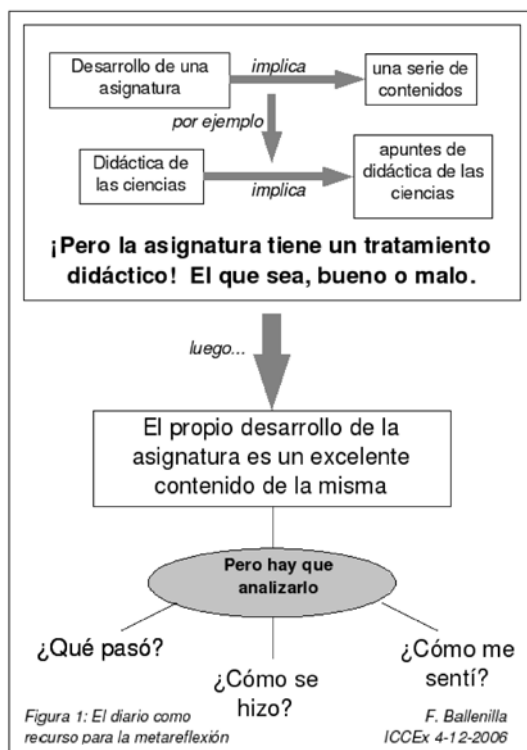 Desarrollo de una
asignatura
implica
una serie de
contenidos
por ejemplo
Didáctica de
las ciencias
implica
apuntes de
didáctica de las
ciencias
¡Pero la asignatura tiene un tratamiento
didáctico! El que sea, bueno o malo.
luego...
El propio desarrollo de la
asignatura es un excelente
contenido de la misma
Pero hay que
analizarlo
¿Qué pasó?
¿Cómo se
hizo?
¿Cómo me
sentí?
Figura 1: El diario como
recurso para la metareflexión
F. Ballenilla
ICCEx 4-12-2006